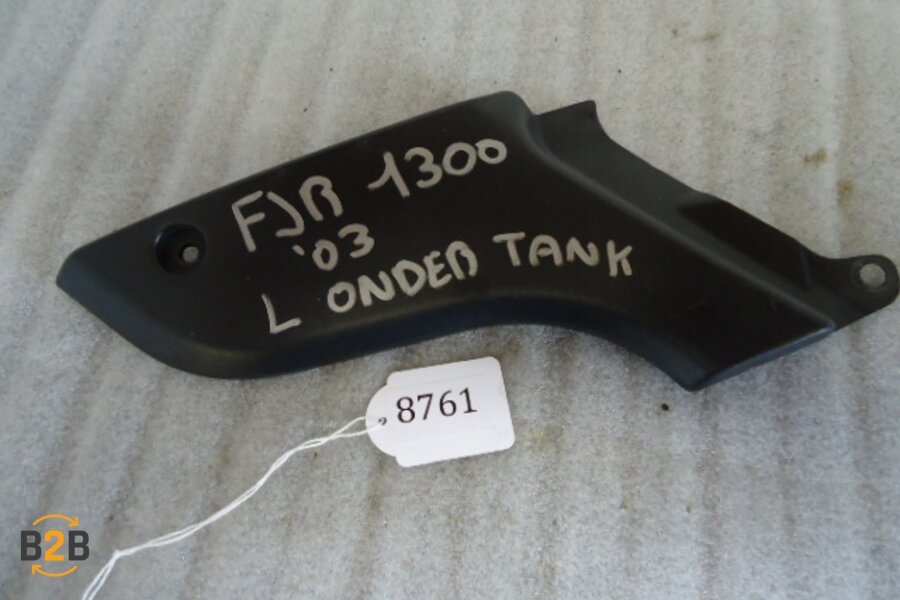 FJR 1300
'03
L ONDER TANK
8761
B2B